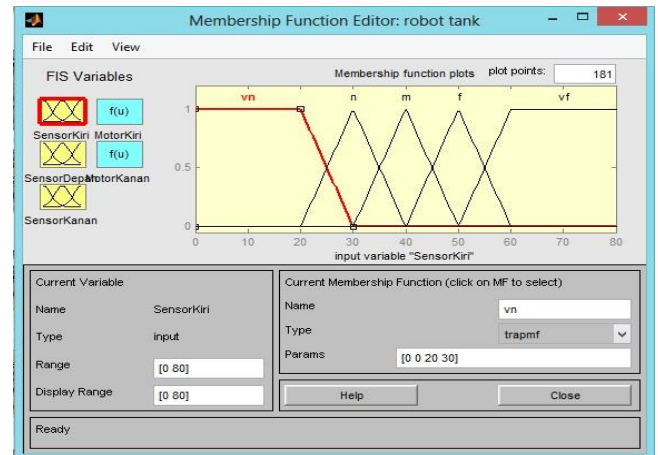 Membership Function Editor: robot tank
File Edit View
FIS Variables
Membership function plots plot points: 181
f(u)
SensorKiri MotorKiri
f(u)
SensorDepan MotorKanan
SensorKanan
vn n m f vf
1
0.5
0
0 10 20 30 40 50 60 70 80
input variable "SensorKiri"
Current Variable
Name SensorKiri
Type input
Range [0 80]
Display Range [0 80]
Current Membership Function (click on MF to select)
Name vn
Type trapmf
Params [0 0 20 30]
Help Close
Ready